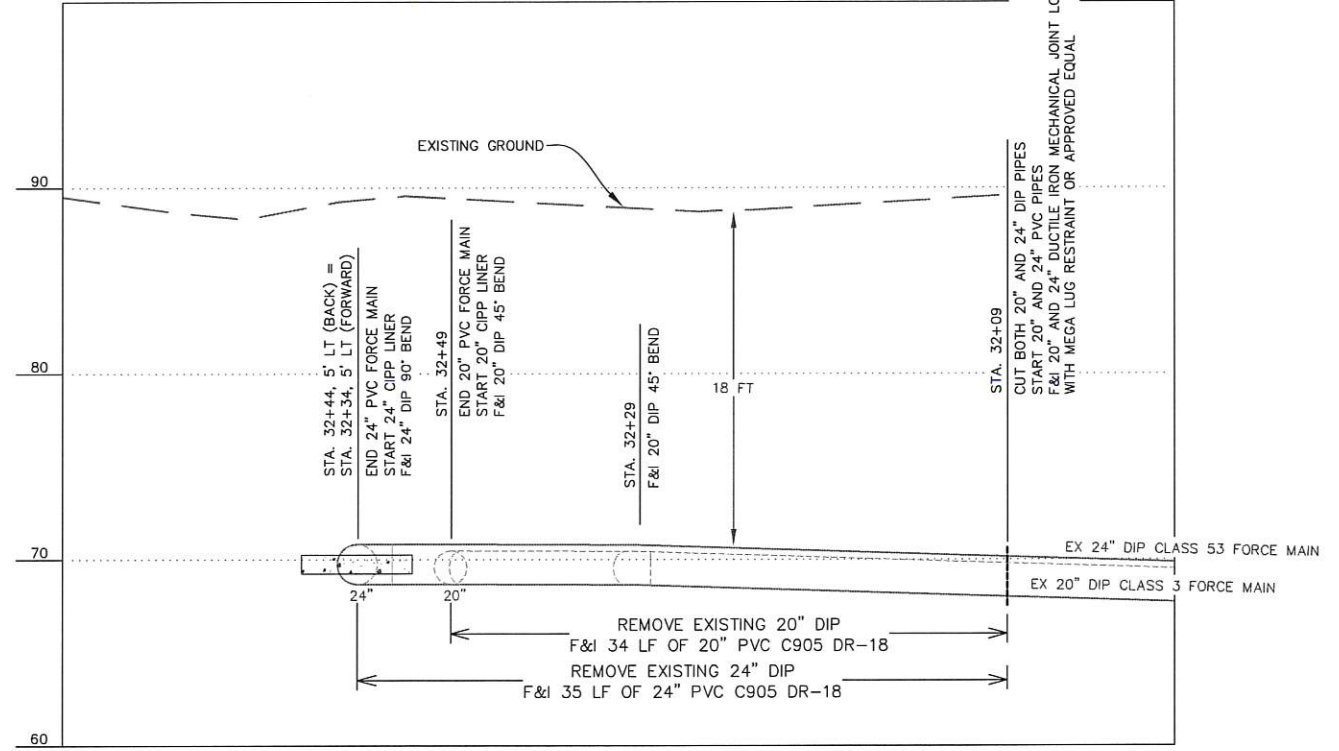 90
80
70
60
EXISTING GROUND
STA. 32+44, 5' LT (BACK) =
STA. 32+34, 5' LT (FORWARD)
END 24" PVC FORCE MAIN
START 24" CIPP LINER
F&I 24" DIP 90° BEND
STA. 32+49
END 20" PVC FORCE MAIN
START 20" CIPP LINER
F&I 20" DIP 45° BEND
STA. 32+29
F&I 20" DIP 45° BEND
18 FT
STA. 32+09
CUT BOTH 20" AND 24" DIP PIPES
START 20" AND 24" PVC PIPES
F&I 20" AND 24" DUCTILE IRON MECHANICAL JOINT
WITH MEGA LUG RESTRAINT OR APPROVED EQUAL
EX 24" DIP CLASS 53 FORCE MAIN
EX 20" DIP CLASS 3 FORCE MAIN
24"
20"
REMOVE EXISTING 20" DIP
F&I 34 LF OF 20" PVC C905 DR-18
REMOVE EXISTING 24" DIP
F&I 35 LF OF 24" PVC C905 DR-18